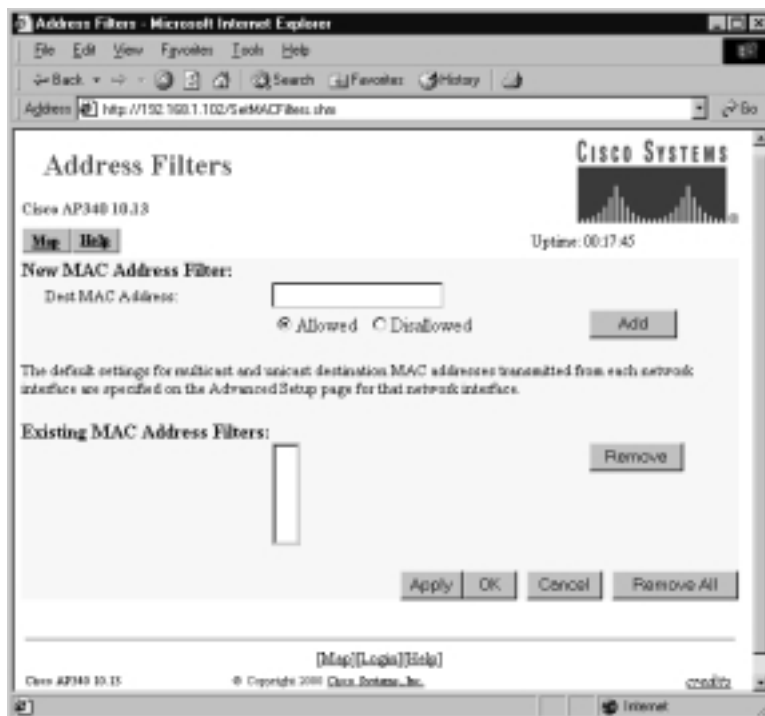 Address Filters - Microsoft Internet Explorer
File Edit View Favorites Tools Help
Back Search Favorites History
Address http://192.168.1.102/SetMACFilters.shm Go
CISCO SYSTEMS
Address Filters
Cisco AP340 10.13
Map Help
Uptime: 00:17:45
New MAC Address Filter:
Dest MAC Address:
Allowed Disallowed Add
The default settings for multicast and unicast destination MAC addresses transmitted from each network
interface are specified on the Advanced Setup page for that network interface.
Existing MAC Address Filters:
Remove
Apply OK Cancel Remove All
[Map][Login][Help]
Cisco AP340 10.13 © Copyright 2000 Cisco Systems, Inc. credits
Internet